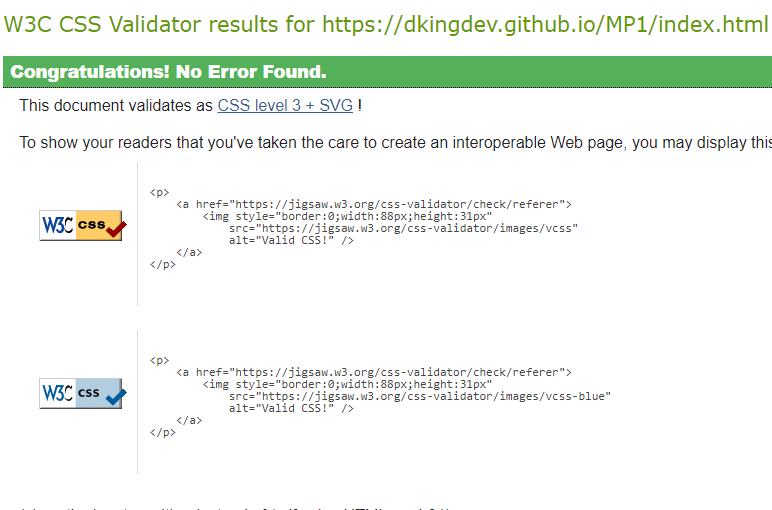 W3C CSS Validator results for https://dkingdev.github.io/MP1/index.html
Congratulations! No Error Found.
This document validates as CSS level 3 + SVG !
To show your readers that you've taken the care to create an interoperable Web page, you may display this
<p>
<a href="https://jigsaw.w3.org/css-validator/check/referer">
W3C css
<img style="border:0;width:88px;height:31px"
src="https://jigsaw.w3.org/css-validator/images/vcss"
alt="Valid CSS!" />
</a>
</p>
<p>
<a href="https://jigsaw.w3.org/css-validator/check/referer">
W3C css
<img style="border:0;width:88px;height:31px"
src="https://jigsaw.w3.org/css-validator/images/vcss-blue"
alt="Valid CSS!" />
</a>
</p>